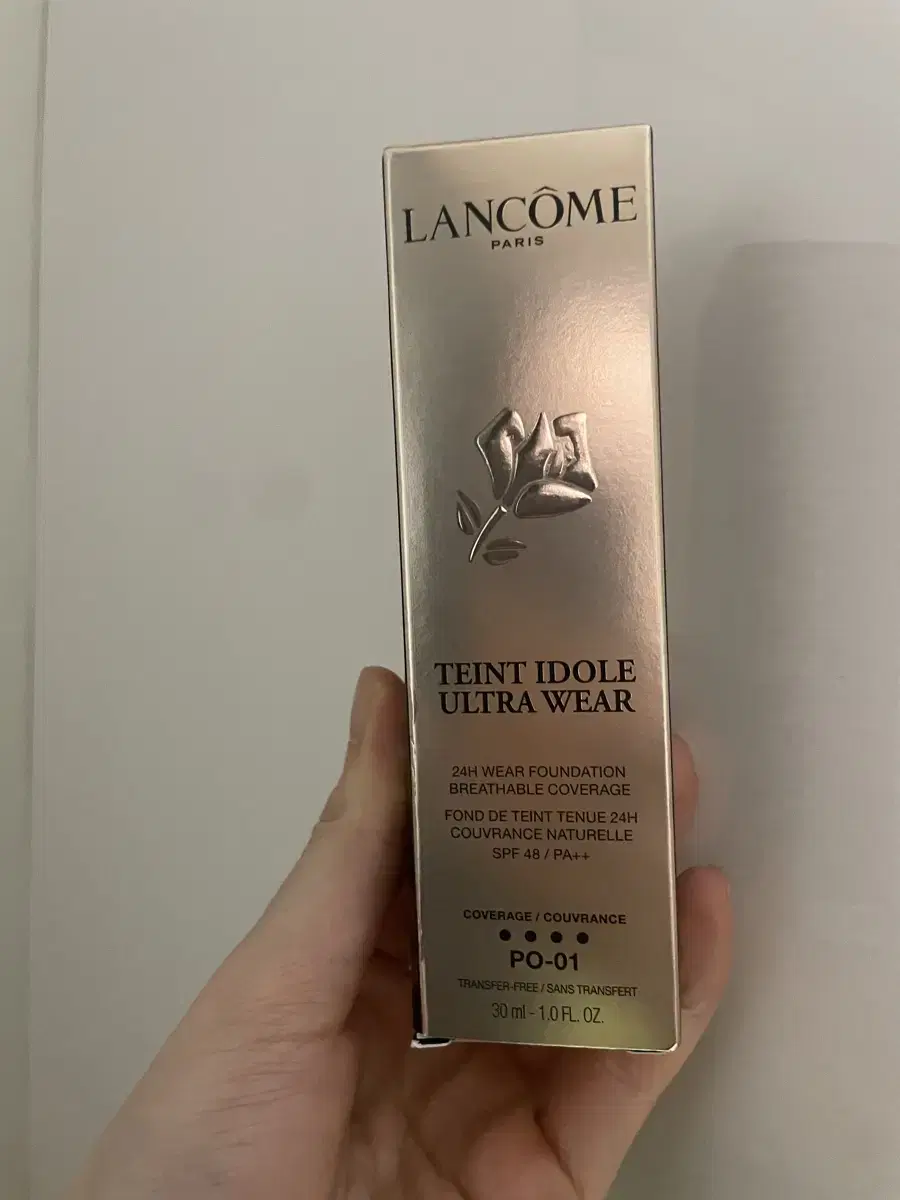 LANCÔME
PARIS
TEINT IDOLE
ULTRA WEAR
24H WEAR FOUNDATION
BREATHABLE COVERAGE
FOND DE TEINT TENUE 24H
COUVRANCE NATURELLE
SPF 48 / PA++
COVERAGE / COUVRANCE
PO-01
TRANSFER-FREE / SANS TRANSFERT
30 ml - 1.0 FL. OZ.